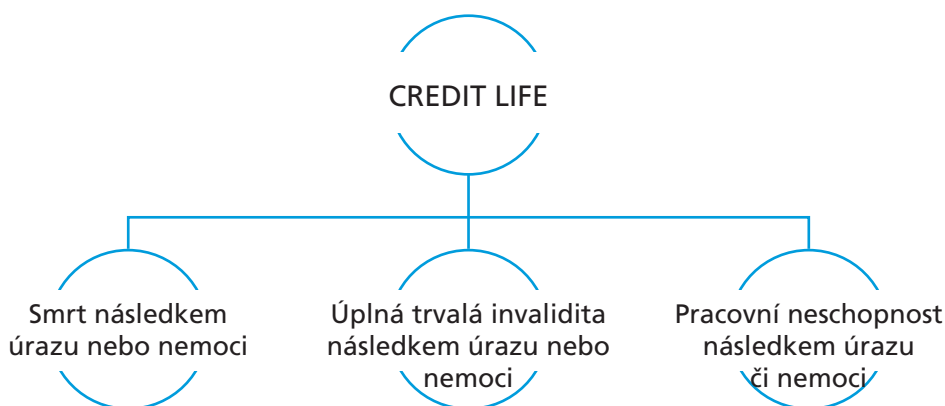 CREDIT LIFE
Smrt následkem
úrazu nebo nemoci
Úplná trvalá invalidita
následkem úrazu nebo
nemoci
Pracovní neschopnost
následkem úrazu
či nemoci